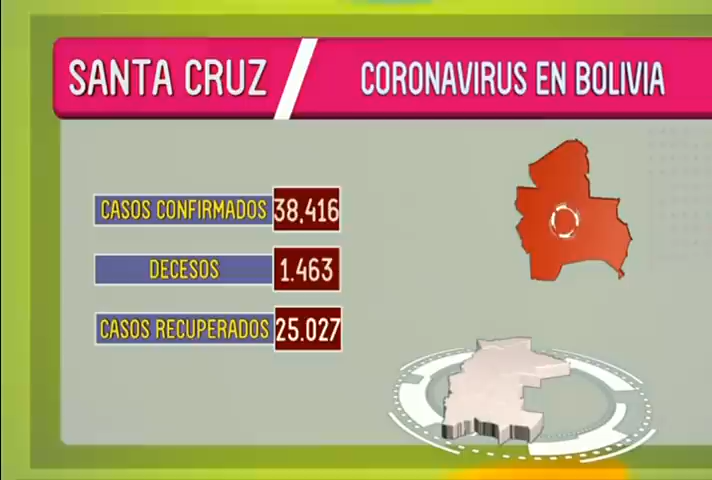 SANTA CRUZ
CORONAVIRUS EN BOLIVIA
CASOS CONFIRMADOS 38.416
DECESOS 1.463
CASOS RECUPERADOS 25.027